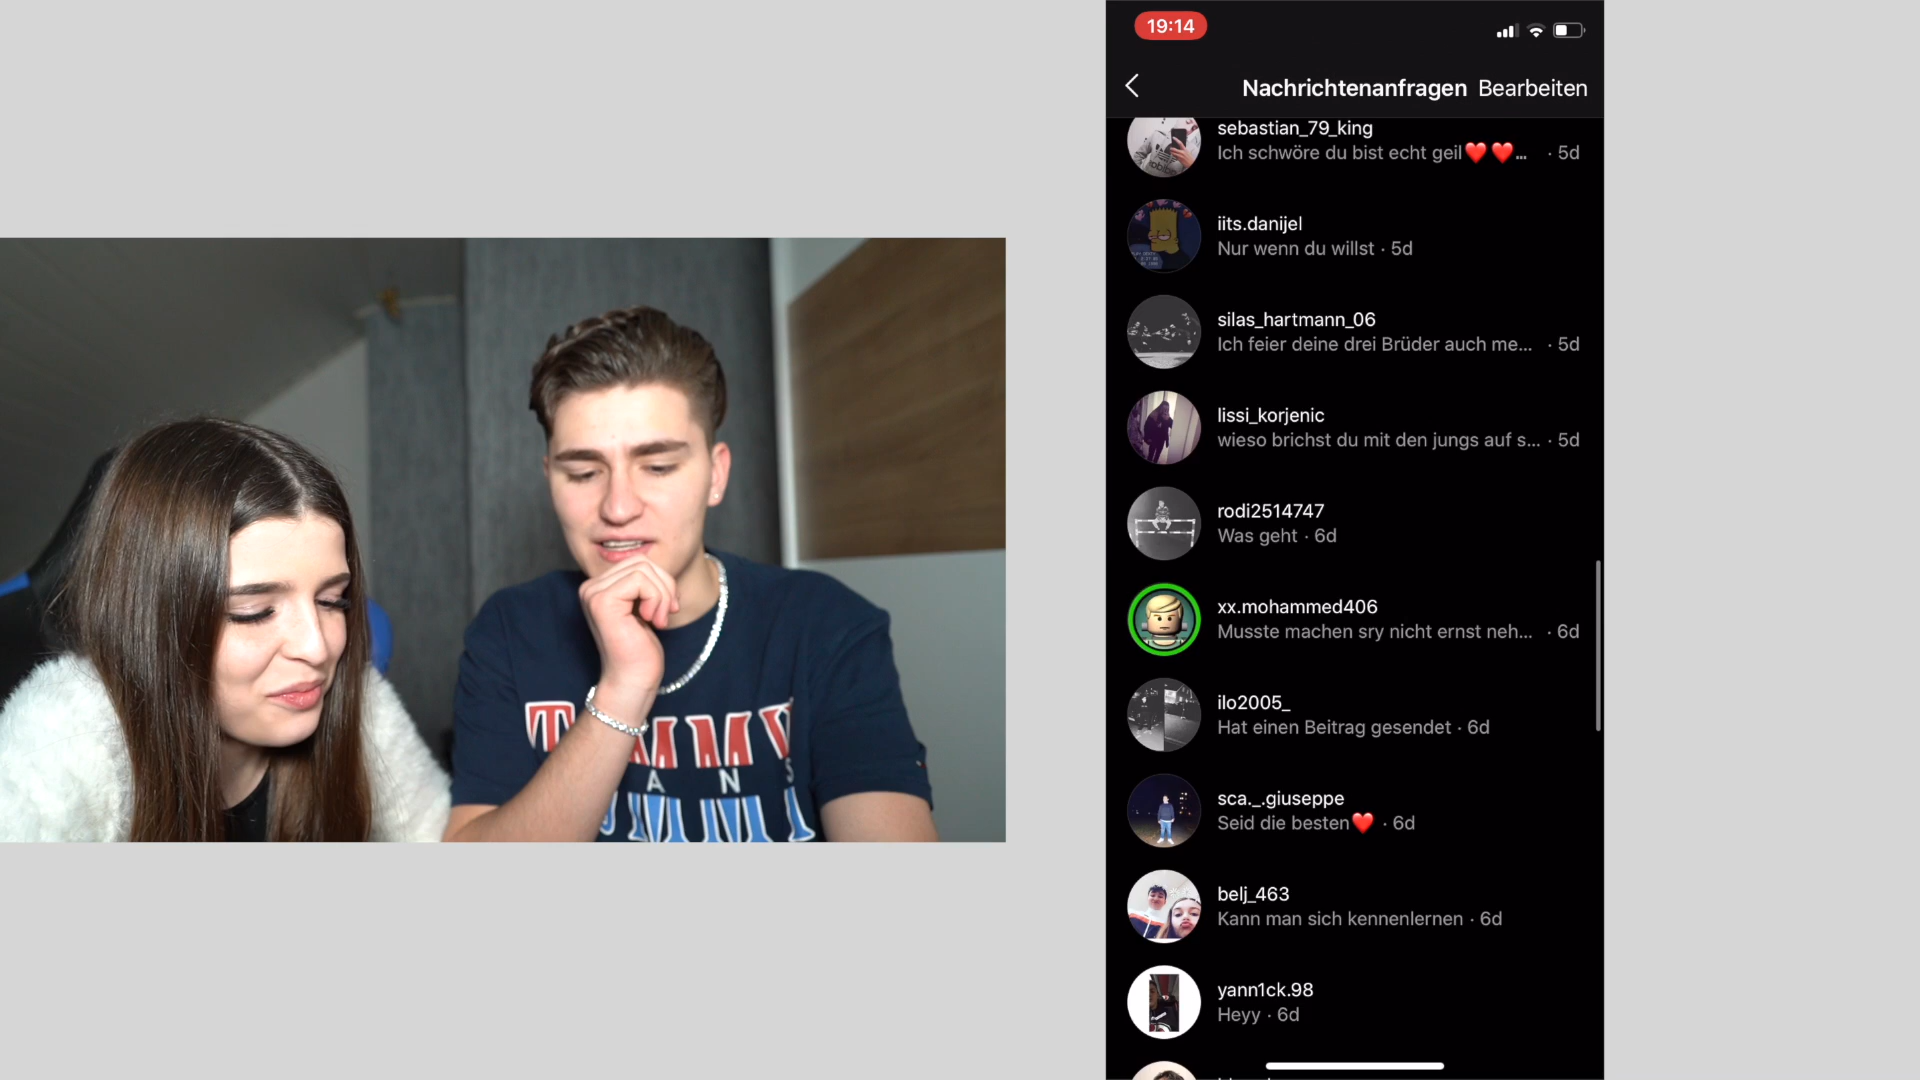 19:14
Nachrichtenanfragen Bearbeiten
sebastian_79_king
Ich schwöre du bist echt geil❤️❤️... · 5d
iits.danijel
Nur wenn du willst · 5d
silas_hartmann_06
Ich feier deine drei Brüder auch me... · 5d
lissi_korjenic
wieso brichst du mit den jungs auf s... · 5d
rodi2514747
Was geht · 6d
xx.mohammed406
Musste machen sry nicht ernst neh... · 6d
ilo2005_
Hat einen Beitrag gesendet · 6d
sca._.giuseppe
Seid die besten❤️ · 6d
belj_463
Kann man sich kennenlernen · 6d
yann1ck.98
Heyy · 6d
TOMMY